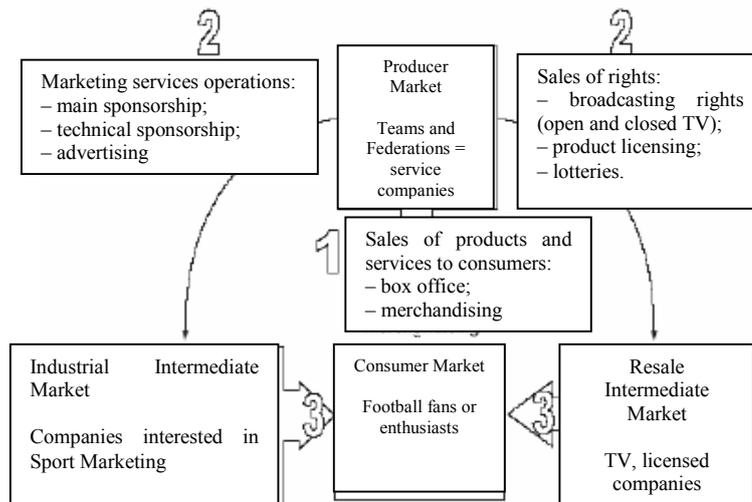 2
Marketing services operations:
– main sponsorship;
– technical sponsorship;
– advertising
Producer
Market
Teams and
Federations =
service
companies
2
Sales of rights:
– broadcasting rights
(open and closed TV);
– product licensing;
– lotteries.
1
Sales of products and
services to consumers:
– box office;
– merchandising
Industrial Intermediate
Market
Companies interested in
Sport Marketing
3
Consumer Market
Football fans or
enthusiasts
3
Resale
Intermediate
Market
TV, licensed
companies